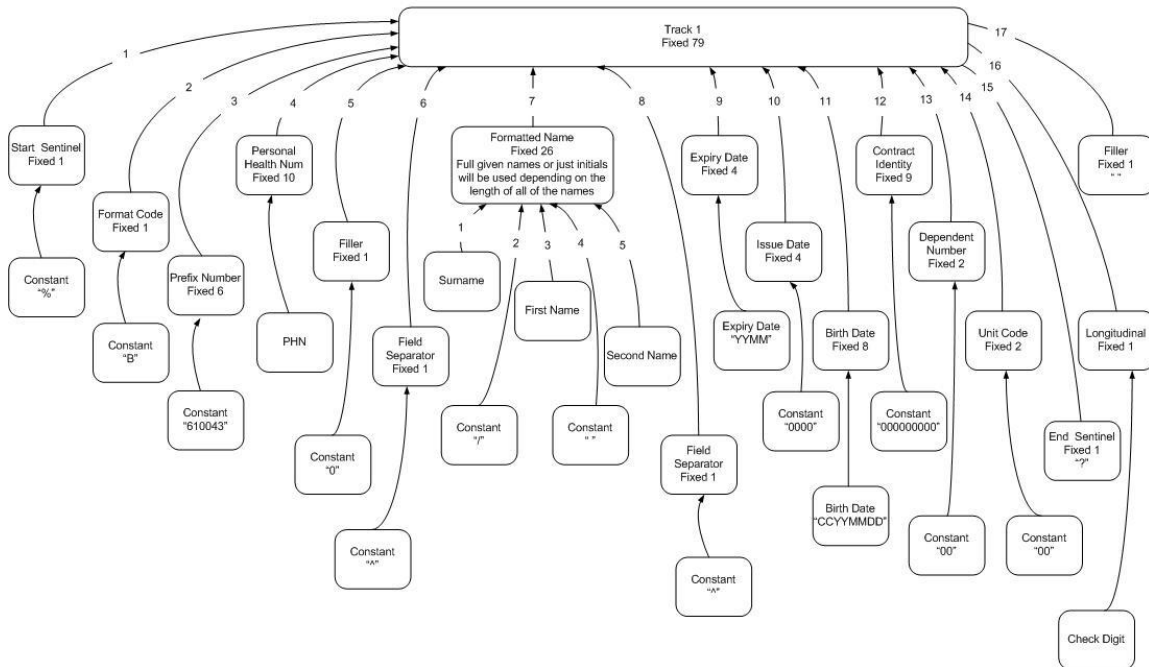 Track 1
Fixed 79
1
2
3
4
5
6
7
8
9
10
11
12
13
14
15
16
17
Start Sentinel
Fixed 1
Constant
“%”
Format Code
Fixed 1
Constant
“B”
Prefix Number
Fixed 6
Constant
“610043”
Personal
Health Num
Fixed 10
PHN
Filler
Fixed 1
Constant
“0”
Field
Separator
Fixed 1
Constant
“^”
Formatted Name
Fixed 26
Full given names or just initials
will be used depending on the
length of all of the names
1
2
3
4
5
Surname
Constant
“/”
First Name
Constant
“ ”
Second Name
Field
Separator
Fixed 1
Constant
“^”
Expiry Date
Fixed 4
Expiry Date
“YYMM”
Issue Date
Fixed 4
Constant
“0000”
Birth Date
Fixed 8
Birth Date
“CCYYMMDD”
Contract
Identity
Fixed 9
Constant
“000000000”
Dependent
Number
Fixed 2
Constant
“00”
Unit Code
Fixed 2
Constant
“00”
End Sentinel
Fixed 1
“?”
Longitudinal
Fixed 1
Check Digit
Filler
Fixed 1
“ ”